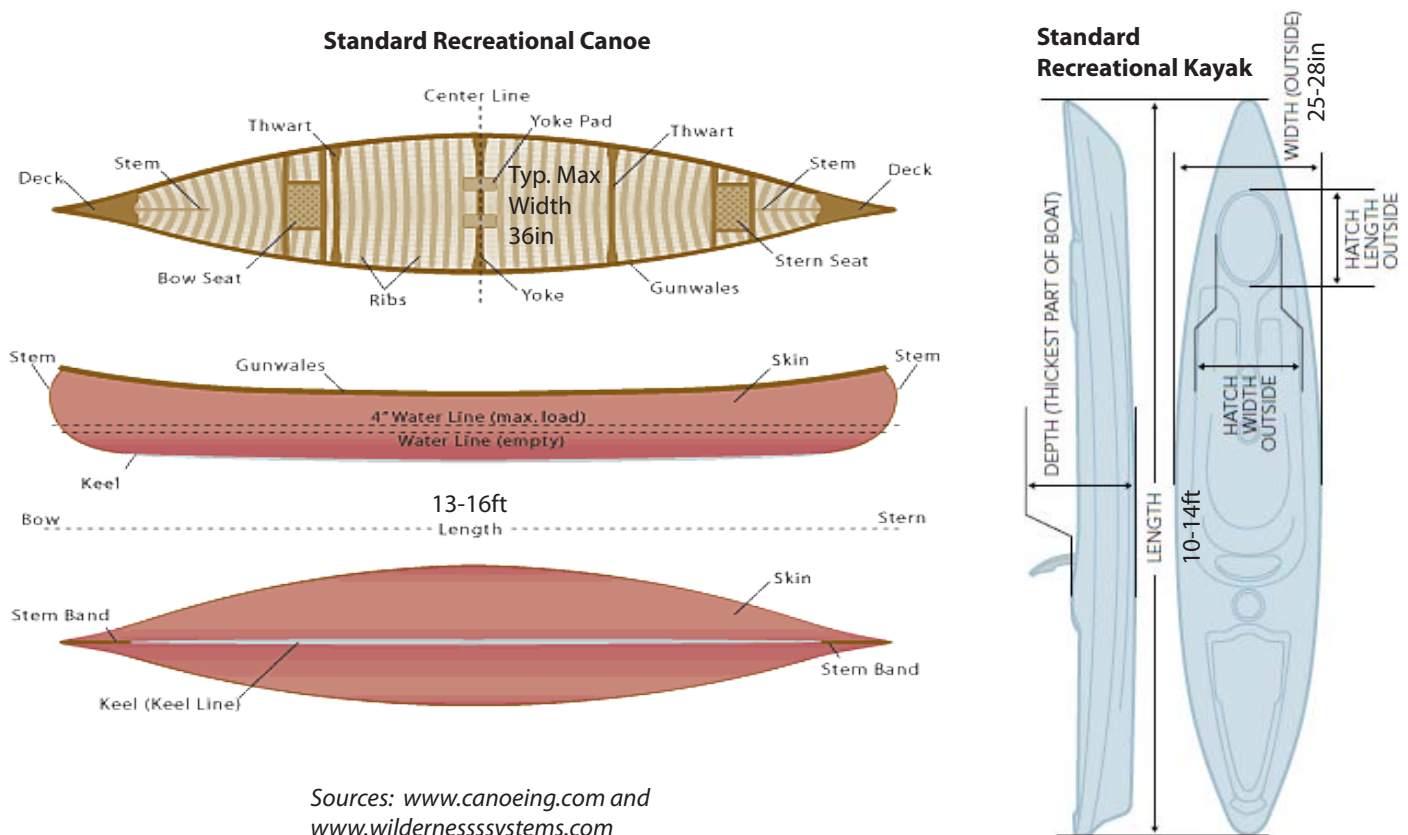 Standard Recreational Canoe
Center Line
Thwart
Yoke Pad
Thwart
Stem
Stem
Deck
Deck
Typ. Max
Width
36in
Bow Seat
Ribs
Yoke
Gunwales
Stern Seat
Stem
Gunwales
Skin
Stem
4" Water Line (max. load)
Water Line (empty)
Keel
13-16ft
Bow
Length
Stern
Skin
Stem Band
Stem Band
Keel (Keel Line)
Sources: www.canoeing.com and
www.wildernessssystems.com
Standard
Recreational Kayak
WIDTH (OUTSIDE)
25-28in
HATCH
LENGTH
OUTSIDE
DEPTH (THICKEST PART OF BOAT)
HATCH
WIDTH
OUTSIDE
LENGTH
10-14ft